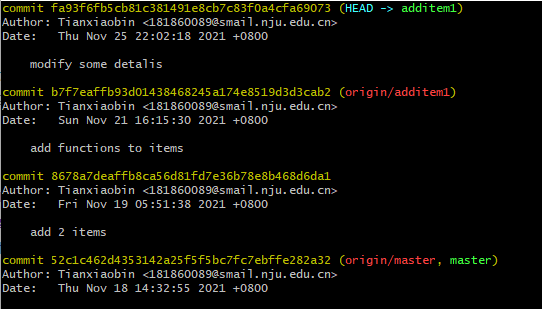 commit fa93f6fb5cb81c381491e8cb7c83f0a4cfa69073 (HEAD -> additem1)
Author: Tianxiaobin <181860089@smail.nju.edu.cn>
Date:   Thu Nov 25 22:02:18 2021 +0800
modify some detalis
commit b7f7eaffb93d01438468245a174e8519d3d3cab2 (origin/additem1)
Author: Tianxiaobin <181860089@smail.nju.edu.cn>
Date:   Sun Nov 21 16:15:30 2021 +0800
add functions to items
commit 8678a7deaffb8ca56d81fd7e36b78e8b468d6da1
Author: Tianxiaobin <181860089@smail.nju.edu.cn>
Date:   Fri Nov 19 05:51:38 2021 +0800
add 2 items
commit 52c1c462d4353142a25f5f5bc7fc7ebffe282a32 (origin/master, master)
Author: Tianxiaobin <181860089@smail.nju.edu.cn>
Date:   Thu Nov 18 14:32:55 2021 +0800